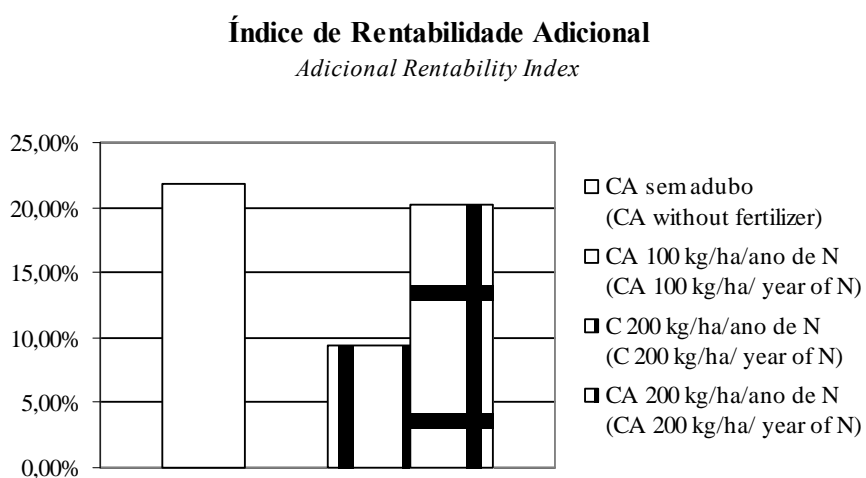 Índice de Rentabilidade Adicional
Adicional Rentability Index
25,00%
20,00%
15,00%
10,00%
5,00%
0,00%
CA sem adubo
(CA without fertilizer)
CA 100 kg/ha/ano de N
(CA 100 kg/ha/ year of N)
C 200 kg/ha/ano de N
(C 200 kg/ha/ year of N)
CA 200 kg/ha/ano de N
(CA 200 kg/ha/ year of N)